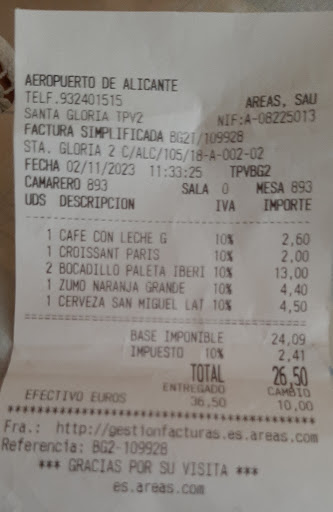 AEROPUERTO DE ALICANTE
TELF.932401515 AREAS, SAU
SANTA GLORIA TPV2 NIF:A-08225013
FACTURA SIMPLIFICADA BG21/109928
STA. GLORIA 2 C/ALC/105/18-A-002-02
FECHA 02/11/2023 11:33:25 TPVBG2
CAMARERO 893 SALA 0 MESA 893
UDS DESCRIPCION IVA IMPORTE
1 CAFE CON LECHE G 10% 2,60
1 CROISSANT PARIS 10% 2,00
2 BOCADILLO PALETA IBERI 10% 13,00
1 ZUMO NARANJA GRANDE 10% 4,40
1 CERVEZA SAN MIGUEL LAT 10% 4,50
BASE IMPONIBLE 24,09
IMPUESTO 10% 2,41
TOTAL 26,50
ENTREGADO CAMBIO
EFECTIVO EUROS 36,50 10,00
************************************
Fra.: http://gestionfacturas.es.areas.com
Referencia: BG2-109928
*** GRACIAS POR SU VISITA ***
es.areas.com